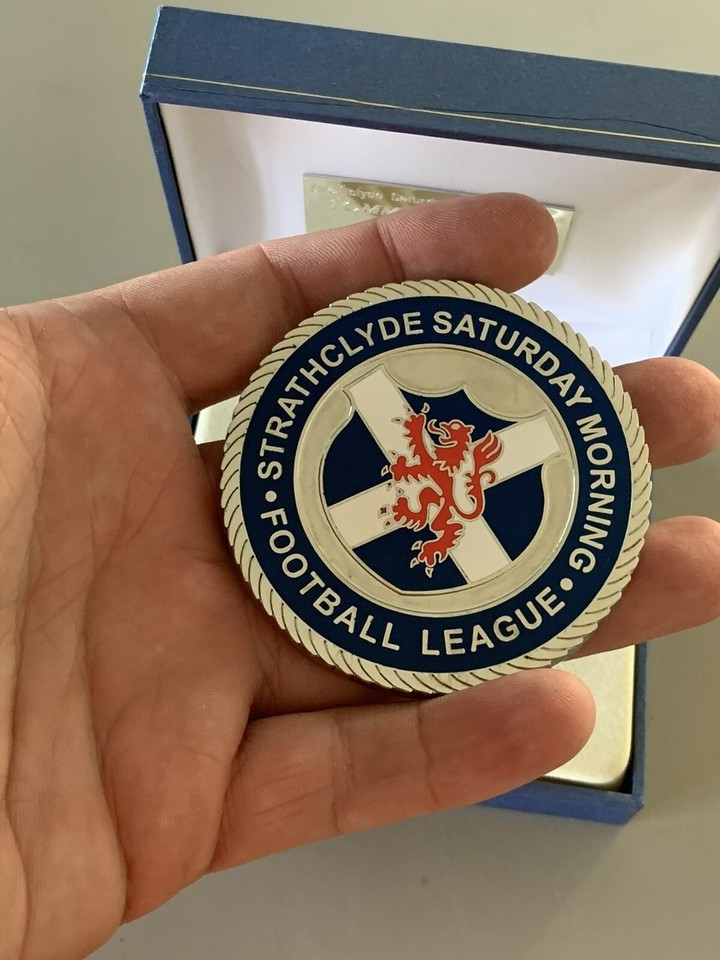 STRATHCLYDE SATURDAY MORNING
• FOOTBALL LEAGUE •